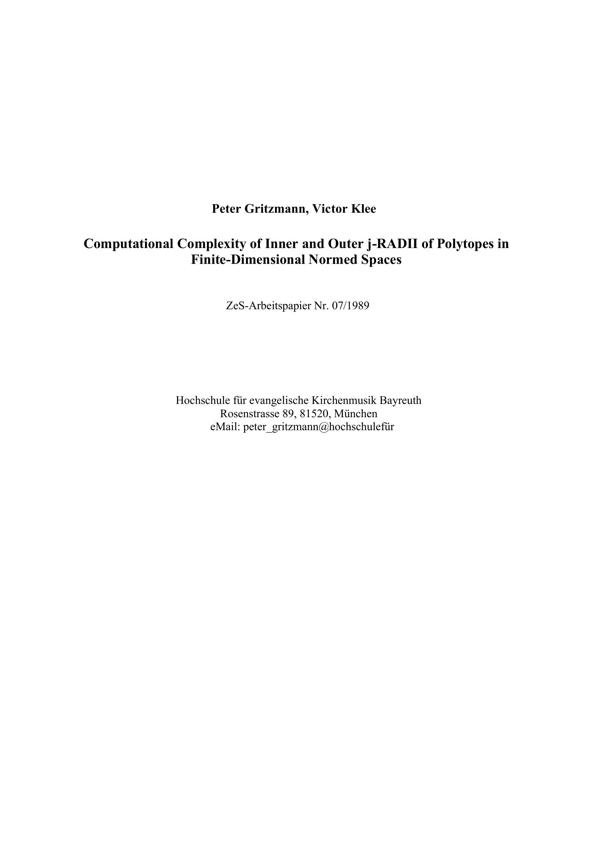 Peter Gritzmann, Victor Klee
Computational Complexity of Inner and Outer j-RADII of Polytopes in
Finite-Dimensional Normed Spaces
ZeS-Arbeitspapier Nr. 07/1989
Hochschule für evangelische Kirchenmusik Bayreuth
Rosenstrasse 89, 81520, München
eMail: peter_gritzmann@hochschulefür